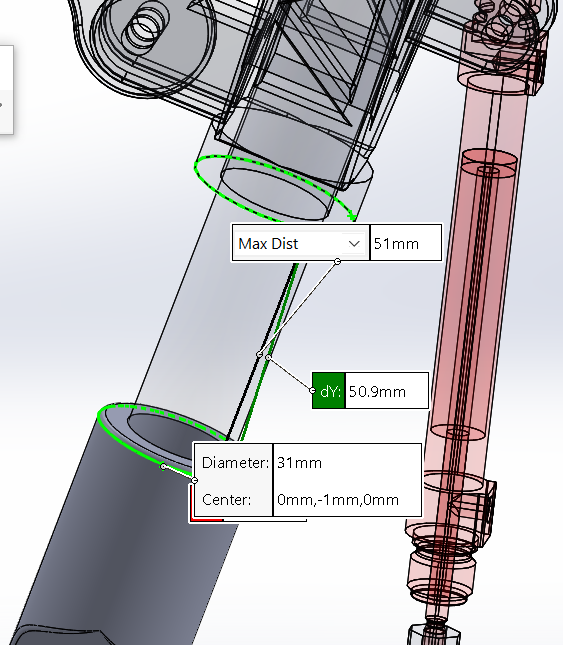 Max Dist 51mm
dY: 50.9mm
Diameter: 31mm
Center: 0mm,-1mm,0mm